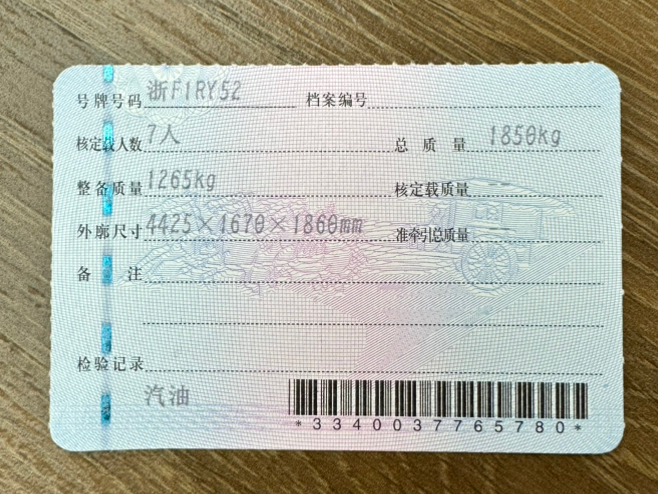 号牌号码 浙F1RY52 档案编号
核定载人数 7人 总质量 1850kg
整备质量 1265kg 核定载质量
外廓尺寸 4425×1670×1860mm 准牵引总质量
备注
检验记录
汽油
*3340037765780*